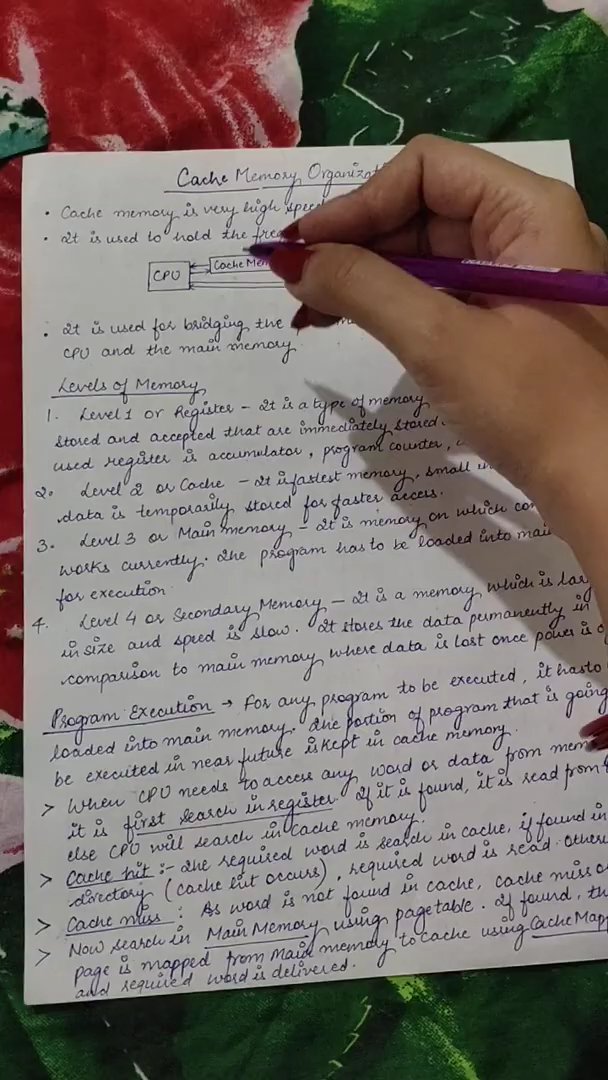 Cache Memory Organizat
• Cache memory is very high speed
• It is used to hold the fre
CPU
Cache Mem
• It is used for bridging the
CPU and the main memory
Levels of Memory
1. Level 1 or Register - It is a type of memory
stored and accepted that are immediately stored.
used register is accumulator, program counter,
2. Level 2 or Cache - It is fastest memory, small in
data is temporarily stored for faster access.
3. Level 3 or Main memory - It is memory on which com
works currently. The program has to be loaded into mai
for execution
4. Level 4 or Secondary Memory - It is a memory which is lar
in size and speed is slow. It stores the data permanently in
comparison to main memory where data is lost once power is o
Program Execution → For any program to be executed, it has to
loaded into main memory. The portion of program that is going
be executed in near future is kept in cache memory.
> When CPU needs to access any word or data from mem
it is first search in register. If it is found, it is read from
else CPU will search in cache memory.
> Cache hit :- The required word is search in cache, if found in
directory (cache hit occurs), required word is read. Otherw
> Cache miss : As word is not found in cache, cache miss o
> Now search in Main Memory using page table. If found, th
page is mapped from main memory to cache using Cache Mapp
and required word is delivered.